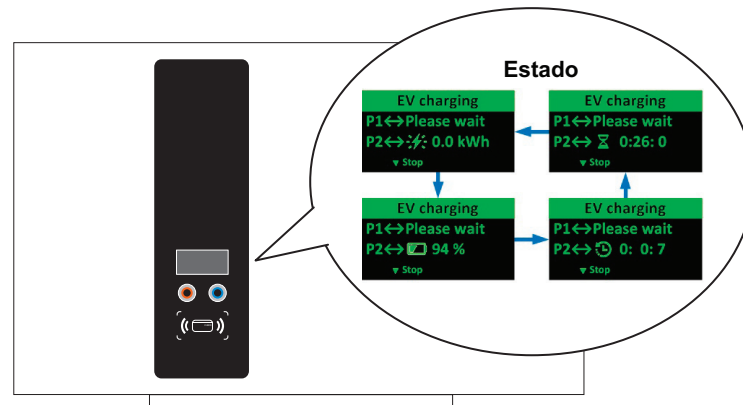 Estado
EV charging
P1↔Please wait
P2↔ 0.0 kWh
▼ Stop
EV charging
P1↔Please wait
P2↔ 0:26: 0
▼ Stop
EV charging
P1↔Please wait
P2↔ 94 %
▼ Stop
EV charging
P1↔Please wait
P2↔ 0: 0: 7
▼ Stop